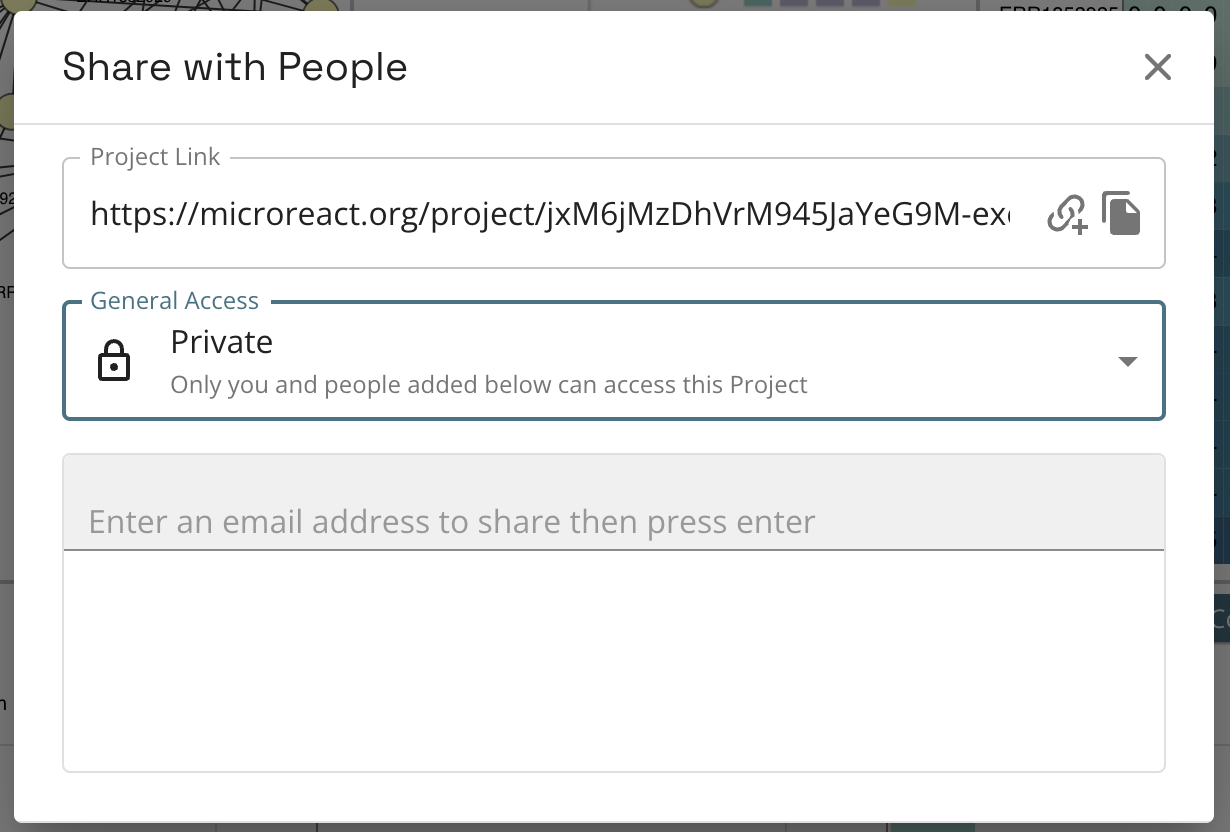 Share with People
Project Link
https://microreact.org/project/jxM6jMzDhVrM945JaYeG9M-ex
General Access
Private
Only you and people added below can access this Project
Enter an email address to share then press enter